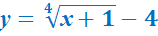 y = ∜(x + 1) − 4